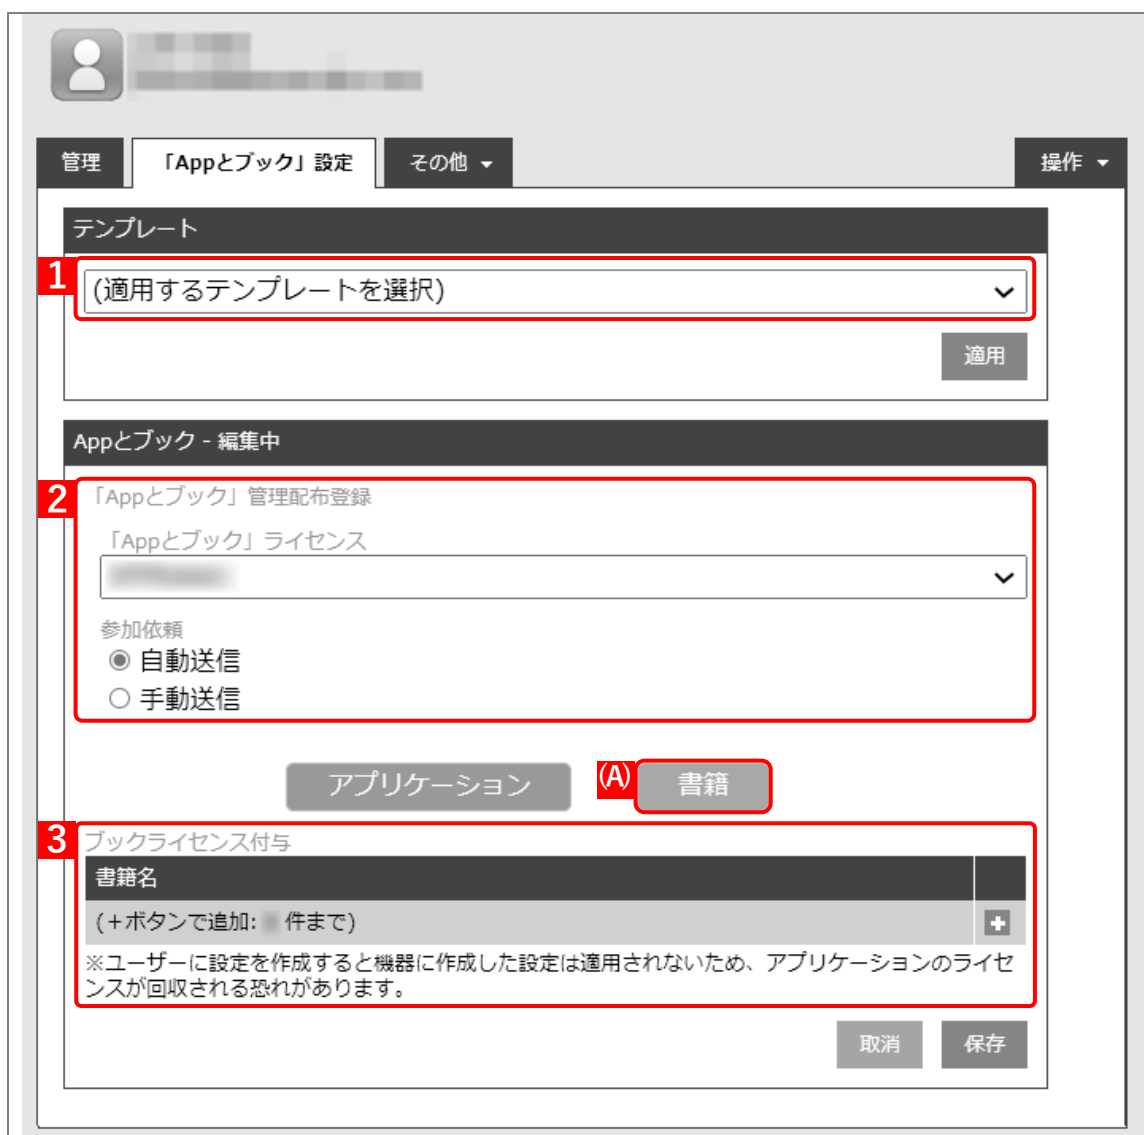 管理
「Appとブック」設定
その他
操作
テンプレート
1
(適用するテンプレートを選択)
適用
Appとブック - 編集中
2
「Appとブック」管理配布登録
「Appとブック」ライセンス
参加依頼
自動送信
手動送信
アプリケーション
(A)
書籍
3
ブックライセンス付与
書籍名
(+ボタンで追加: 件まで)
※ユーザーに設定を作成すると機器に作成した設定は適用されないため、アプリケーションのライセ
ンスが回収される恐れがあります。
取消
保存